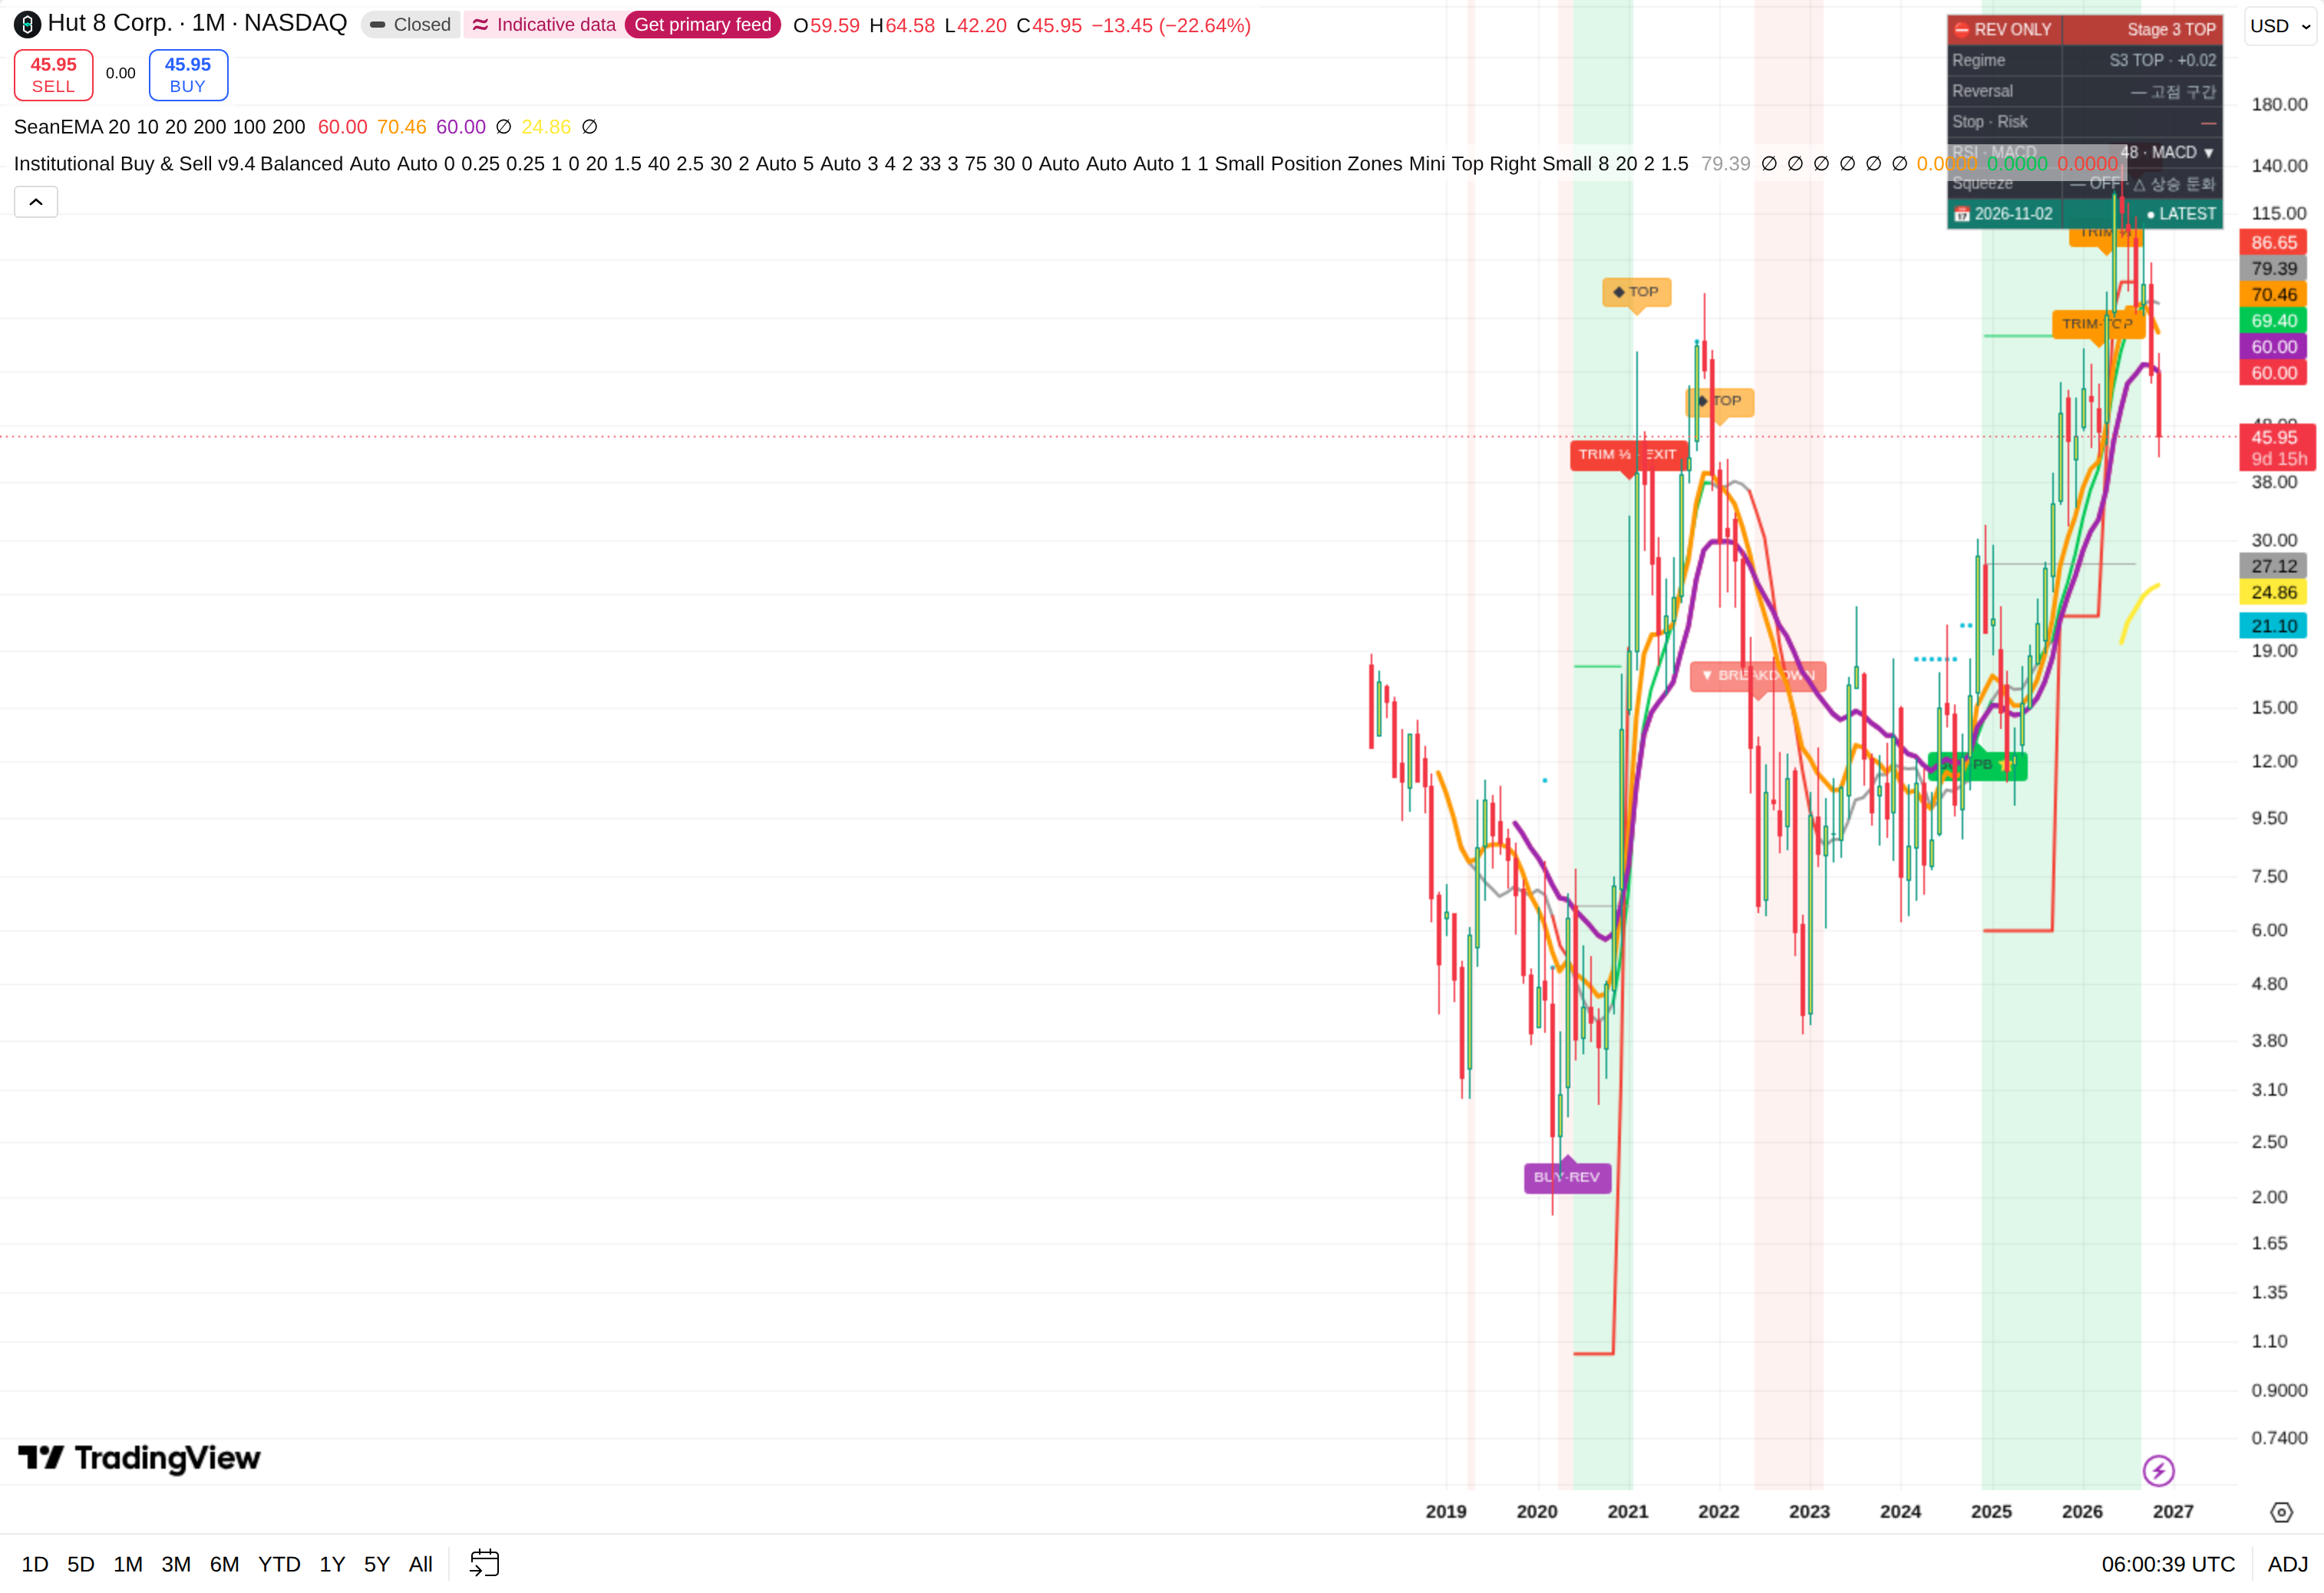 Hut 8 Corp. · 1M · NASDAQ Closed Indicative data Get primary feed O59.59 H64.58 L42.20 C45.95 −13.45 (−22.64%)
45.95 SELL 0.00 45.95 BUY
SeanEMA 20 10 20 200 100 200 60.00 70.46 60.00 ∅ 24.86 ∅
Institutional Buy & Sell v9.4 Balanced Auto Auto 0 0.25 0.25 1 0 20 1.5 40 2.5 30 2 Auto 5 Auto 3 4 2 33 3 75 30 0 Auto Auto Auto 1 1 Small Position Zones Mini Top Right Small 8 20 2 1.5 79.39 ∅ ∅ ∅ ∅ ∅ ∅ 0.0000 0.0000 0.0000
REV ONLY Stage 3 TOP
Regime S3 TOP · +0.02
Reversal — 고점 구간
Stop · Risk —
RSI · MACD 48 · MACD ▼
Squeeze — OFF · △ 상승 둔화
2026-11-02 ● LATEST
USD
180.00
140.00
115.00
86.65
79.39
70.46
69.40
60.00
60.00
45.95
9d 15h
38.00
30.00
27.12
24.86
21.10
19.00
15.00
12.00
9.50
7.50
6.00
4.80
3.80
3.10
2.50
2.00
1.65
1.35
1.10
0.9000
0.7400
◆ TOP
◆ TOP
TRIM ⅓ · EXIT
TRIM-TOP
▼ BREAKDOWN
PB
BUY-REV
TradingView
2019 2020 2021 2022 2023 2024 2025 2026 2027
1D 5D 1M 3M 6M YTD 1Y 5Y All
06:00:39 UTC ADJ